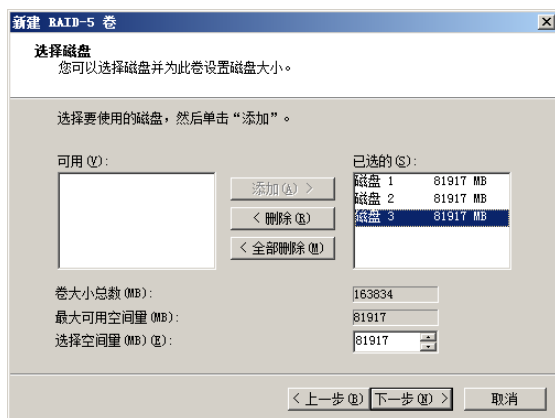 新建 RAID-5 卷
选择磁盘
您可以选择磁盘并为此卷设置磁盘大小。
选择要使用的磁盘，然后单击“添加”。
可用(V):
已选的(S):
添加(A) >
< 删除(R)
< 全部删除(M)
磁盘 1 81917 MB
磁盘 2 81917 MB
磁盘 3 81917 MB
卷大小总数(MB): 163834
最大可用空间量(MB): 81917
选择空间量(MB)(E): 81917
< 上一步(B) 下一步(N) > 取消